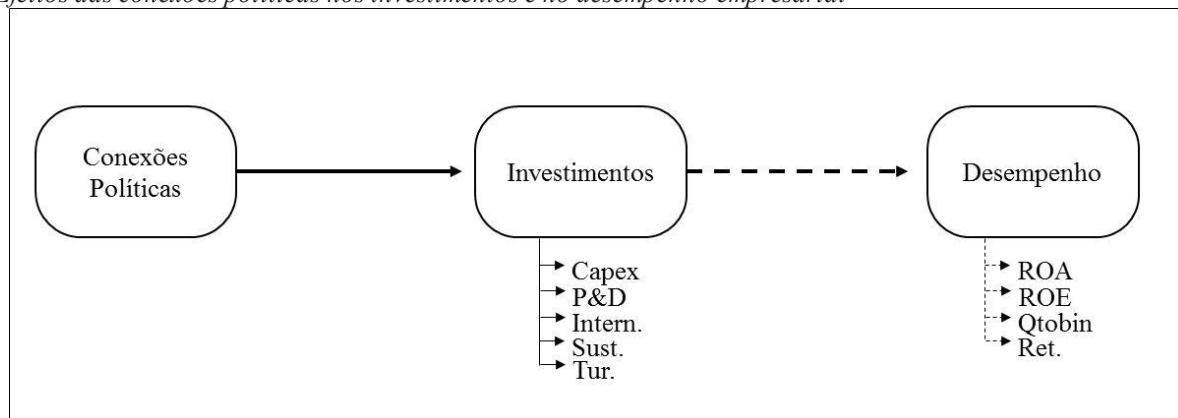 Efeitos das conexões políticas nos investimentos e no desempenho empresarial
Conexões
Políticas
Investimentos
Desempenho
Capex
P&D
Intern.
Sust.
Tur.
ROA
ROE
Qtobin
Ret.